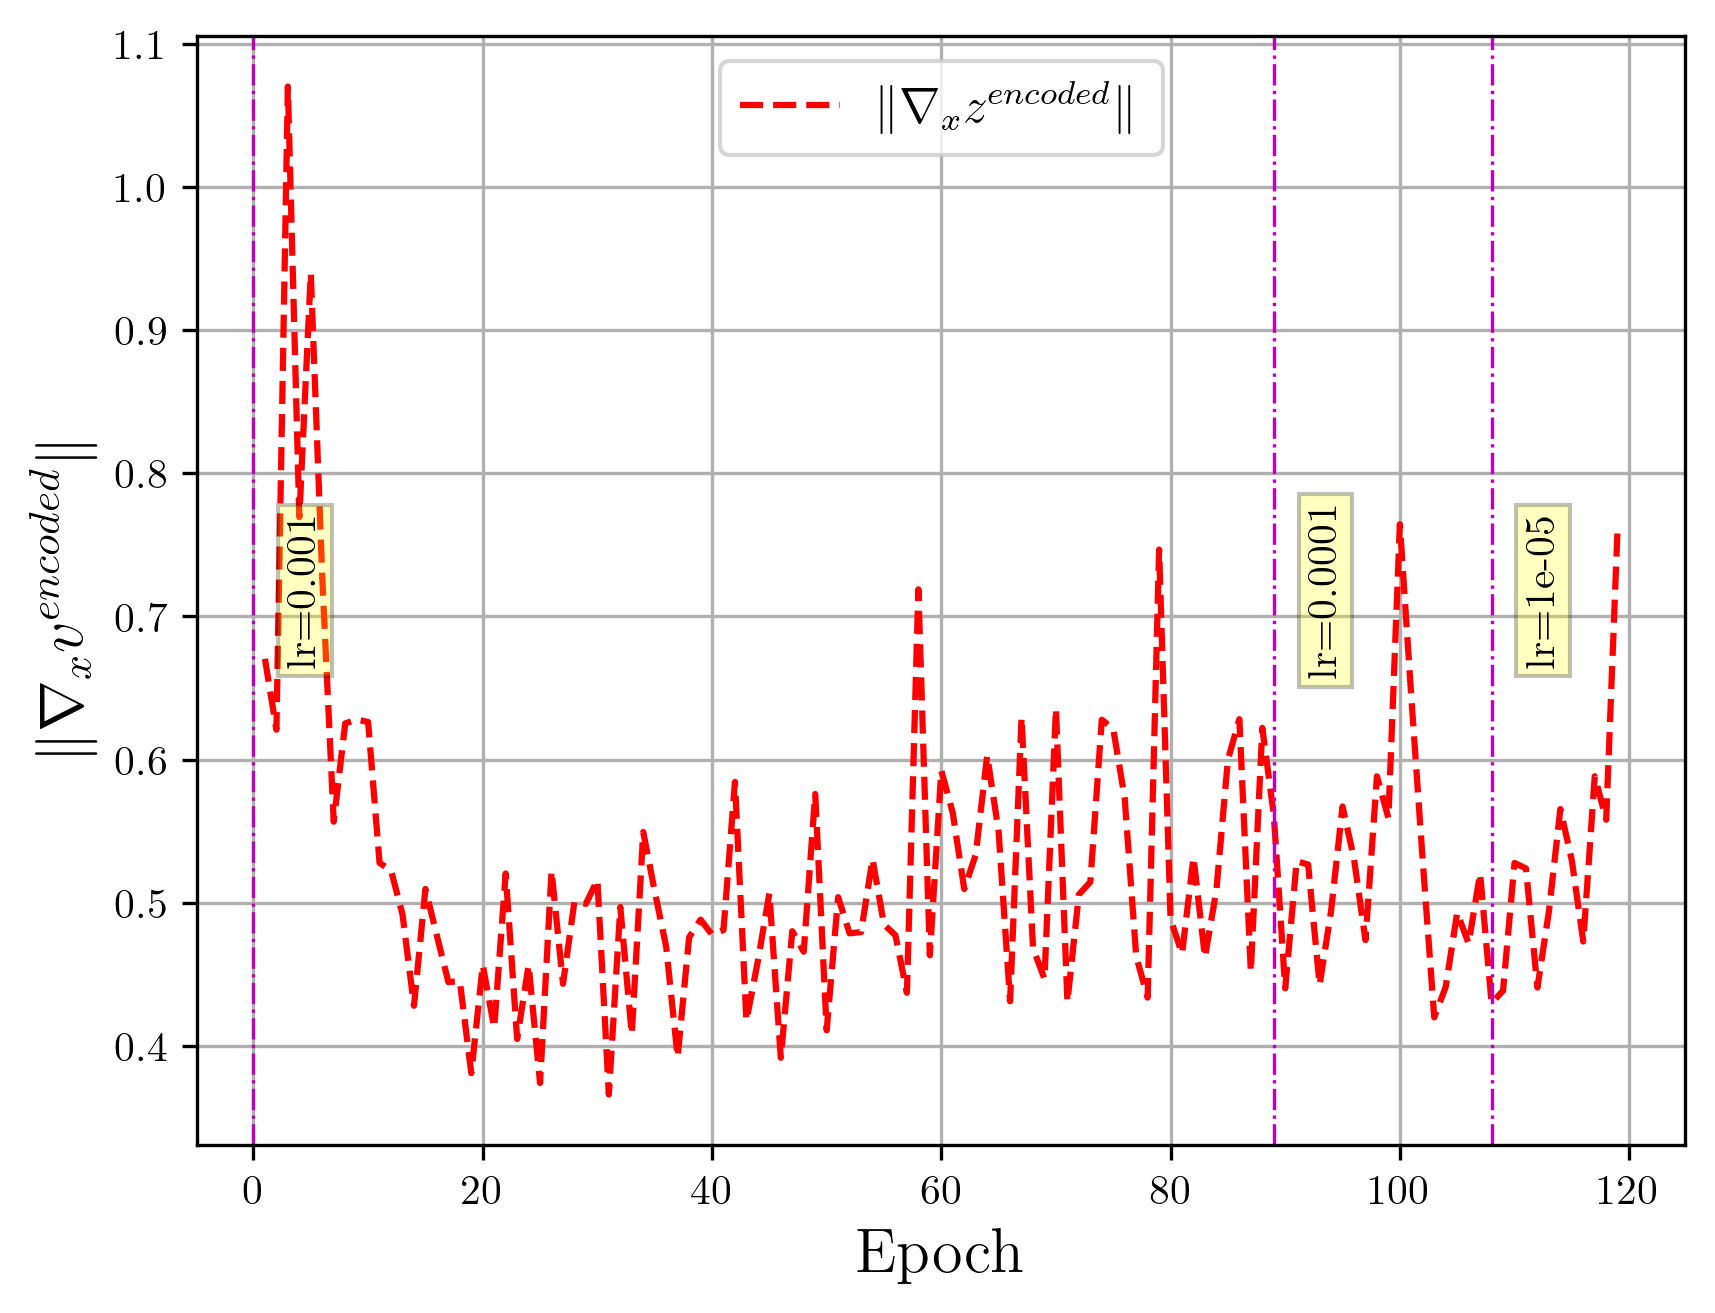 ‖∇ₓz^{encoded}‖
‖∇ₓv^{encoded}‖
1.1
1.0
0.9
0.8
0.7
0.6
0.5
0.4
lr=0.001
lr=0.0001
lr=1e-05
0 20 40 60 80 100 120
Epoch